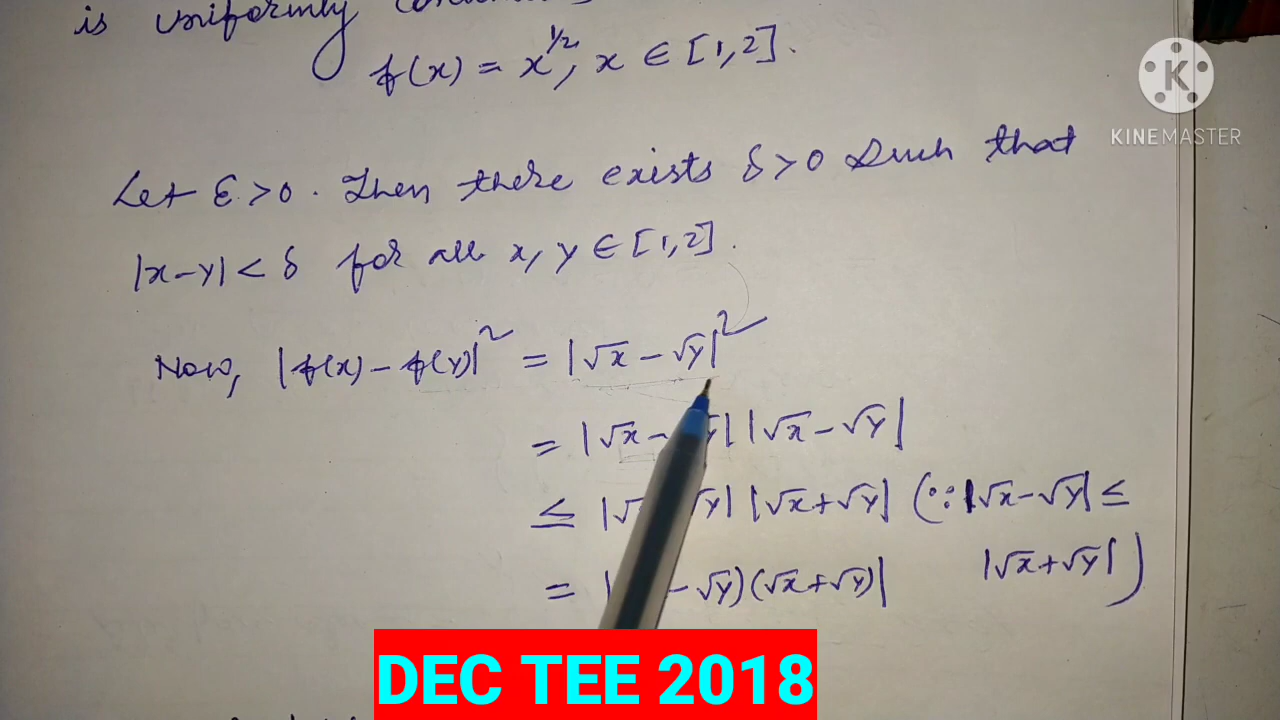 is uniformly
f(x) = x^1/2, x ∈ [1,2].
KINEMASTER
Let ε>0. Then there exists δ>0 such that
|x-y| < δ for all x, y ∈ [1,2].
Now, |f(x) - f(y)|² = |√x - √y|²
= |√x - √y| |√x - √y|
≤ |√x √y| |√x + √y| (∵ |√x - √y| ≤
|√x + √y|)
= | - √y)(√x + √y)|
DEC TEE 2018